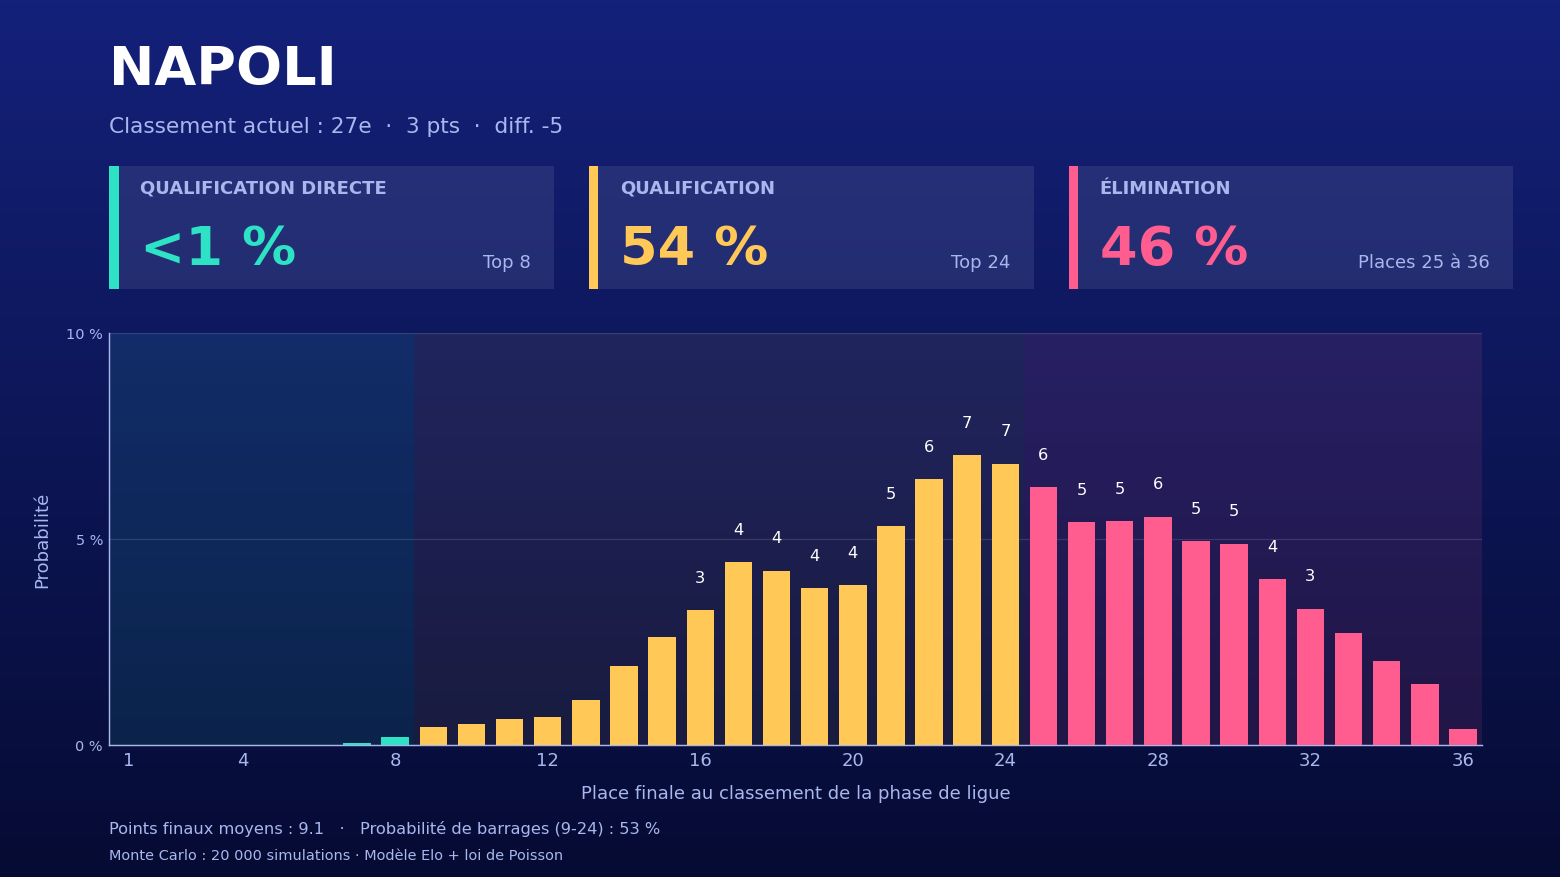 NAPOLI
Classement actuel : 27e · 3 pts · diff. -5
QUALIFICATION DIRECTE
<1 %
Top 8
QUALIFICATION
54 %
Top 24
ÉLIMINATION
46 %
Places 25 à 36
10 %
5 %
0 %
Probabilité
3
4
4
4
4
5
6
7
7
6
5
5
6
5
5
4
3
1 4 8 12 16 20 24 28 32 36
Place finale au classement de la phase de ligue
Points finaux moyens : 9.1 · Probabilité de barrages (9-24) : 53 %
Monte Carlo : 20 000 simulations · Modèle Elo + loi de Poisson